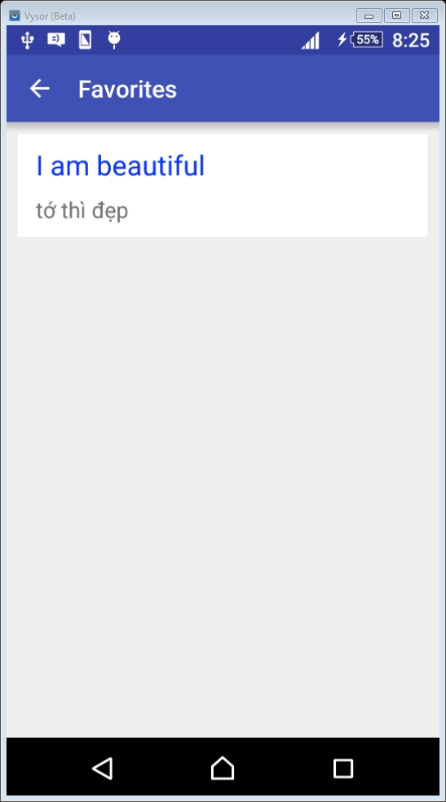 Vysor (Beta)
55%
8:25
Favorites
I am beautiful
tớ thì đẹp